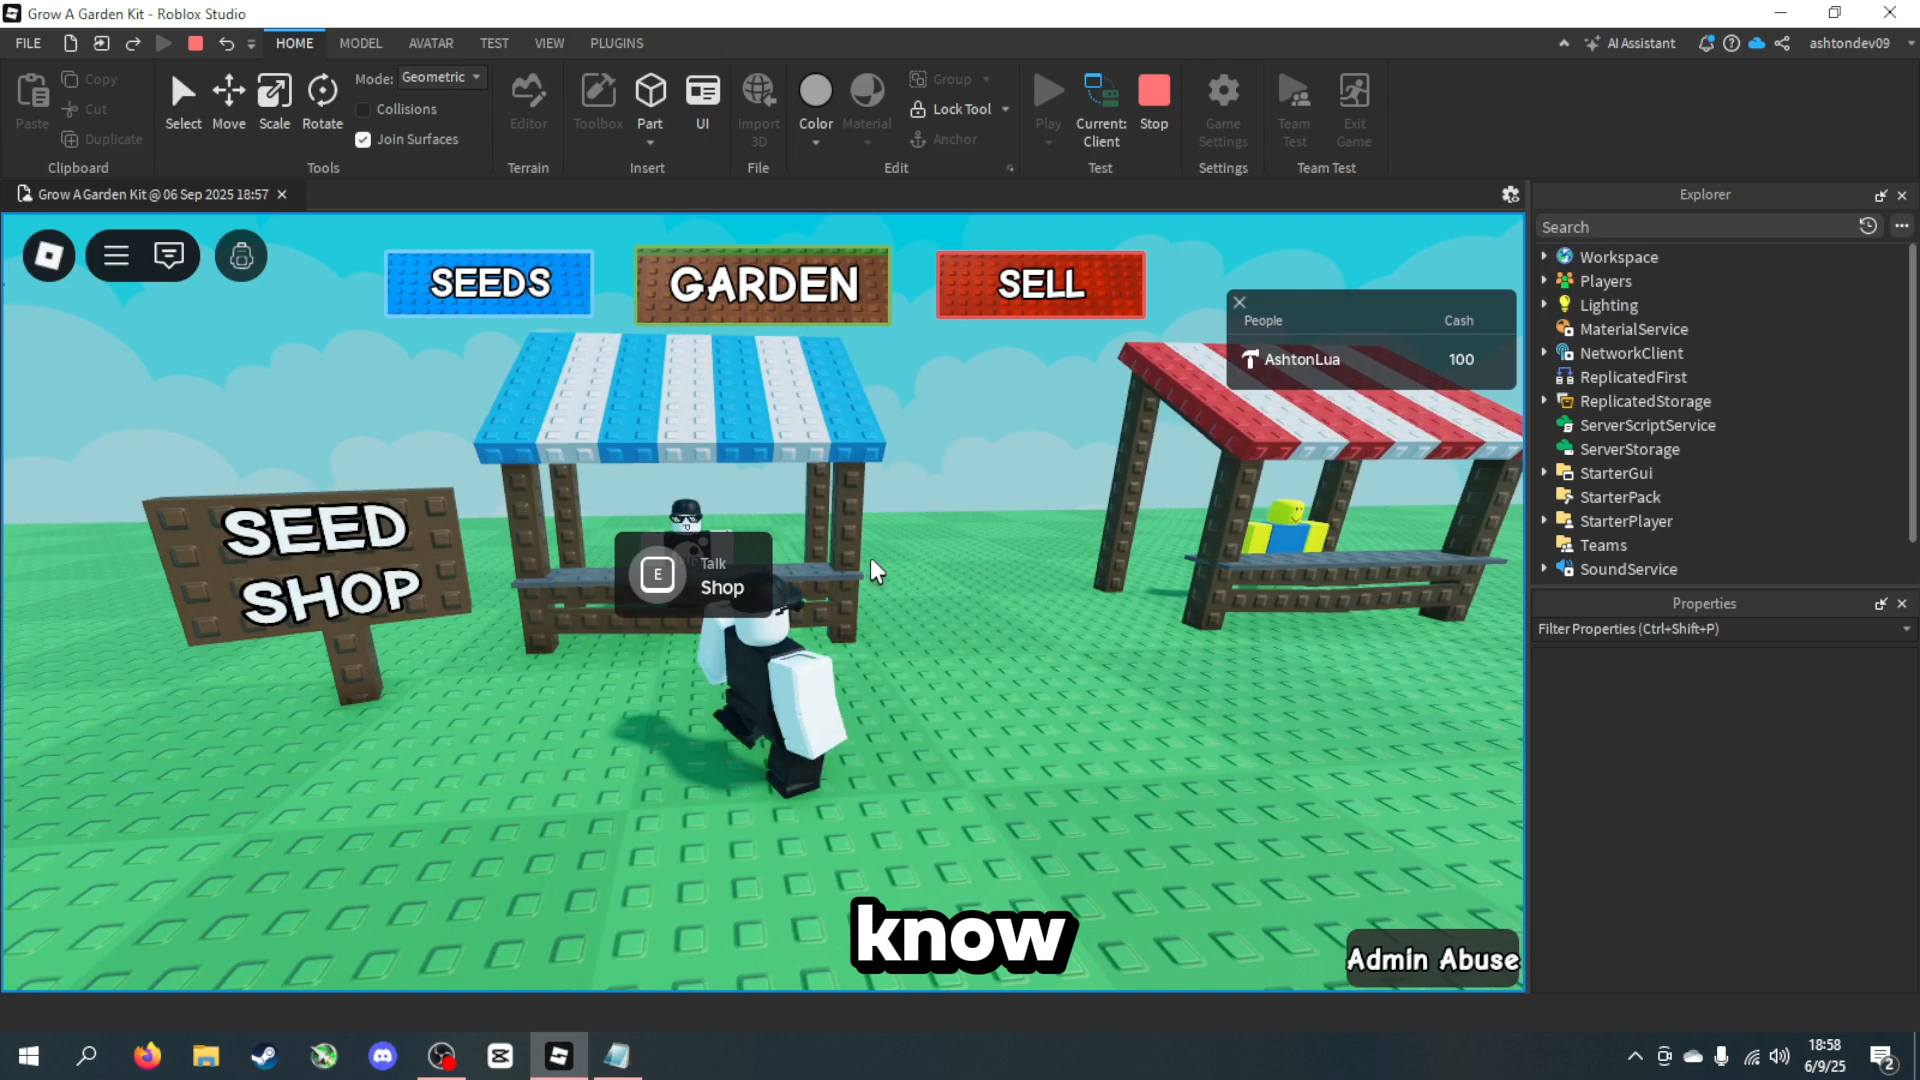 Grow A Garden Kit - Roblox Studio
FILE
HOME
MODEL
AVATAR
TEST
VIEW
PLUGINS
AI Assistant
ashtondev09
Paste
Copy
Cut
Duplicate
Clipboard
Select
Move
Scale
Rotate
Mode:
Geometric
Collisions
Join Surfaces
Tools
Editor
Terrain
Toolbox
Part
UI
Insert
Import
3D
File
Color
Material
Group
Lock Tool
Anchor
Edit
Play
Current:
Client
Stop
Test
Game
Settings
Settings
Team
Test
Exit
Game
Team Test
Grow A Garden Kit @ 06 Sep 2025 18:57
SEEDS
GARDEN
SELL
People
Cash
AshtonLua
100
SEED
SHOP
E
Talk
Shop
know
Admin Abuse
Explorer
Search
Workspace
Players
Lighting
MaterialService
NetworkClient
ReplicatedFirst
ReplicatedStorage
ServerScriptService
ServerStorage
StarterGui
StarterPack
StarterPlayer
Teams
SoundService
Properties
Filter Properties (Ctrl+Shift+P)
18:58
6/9/25
2